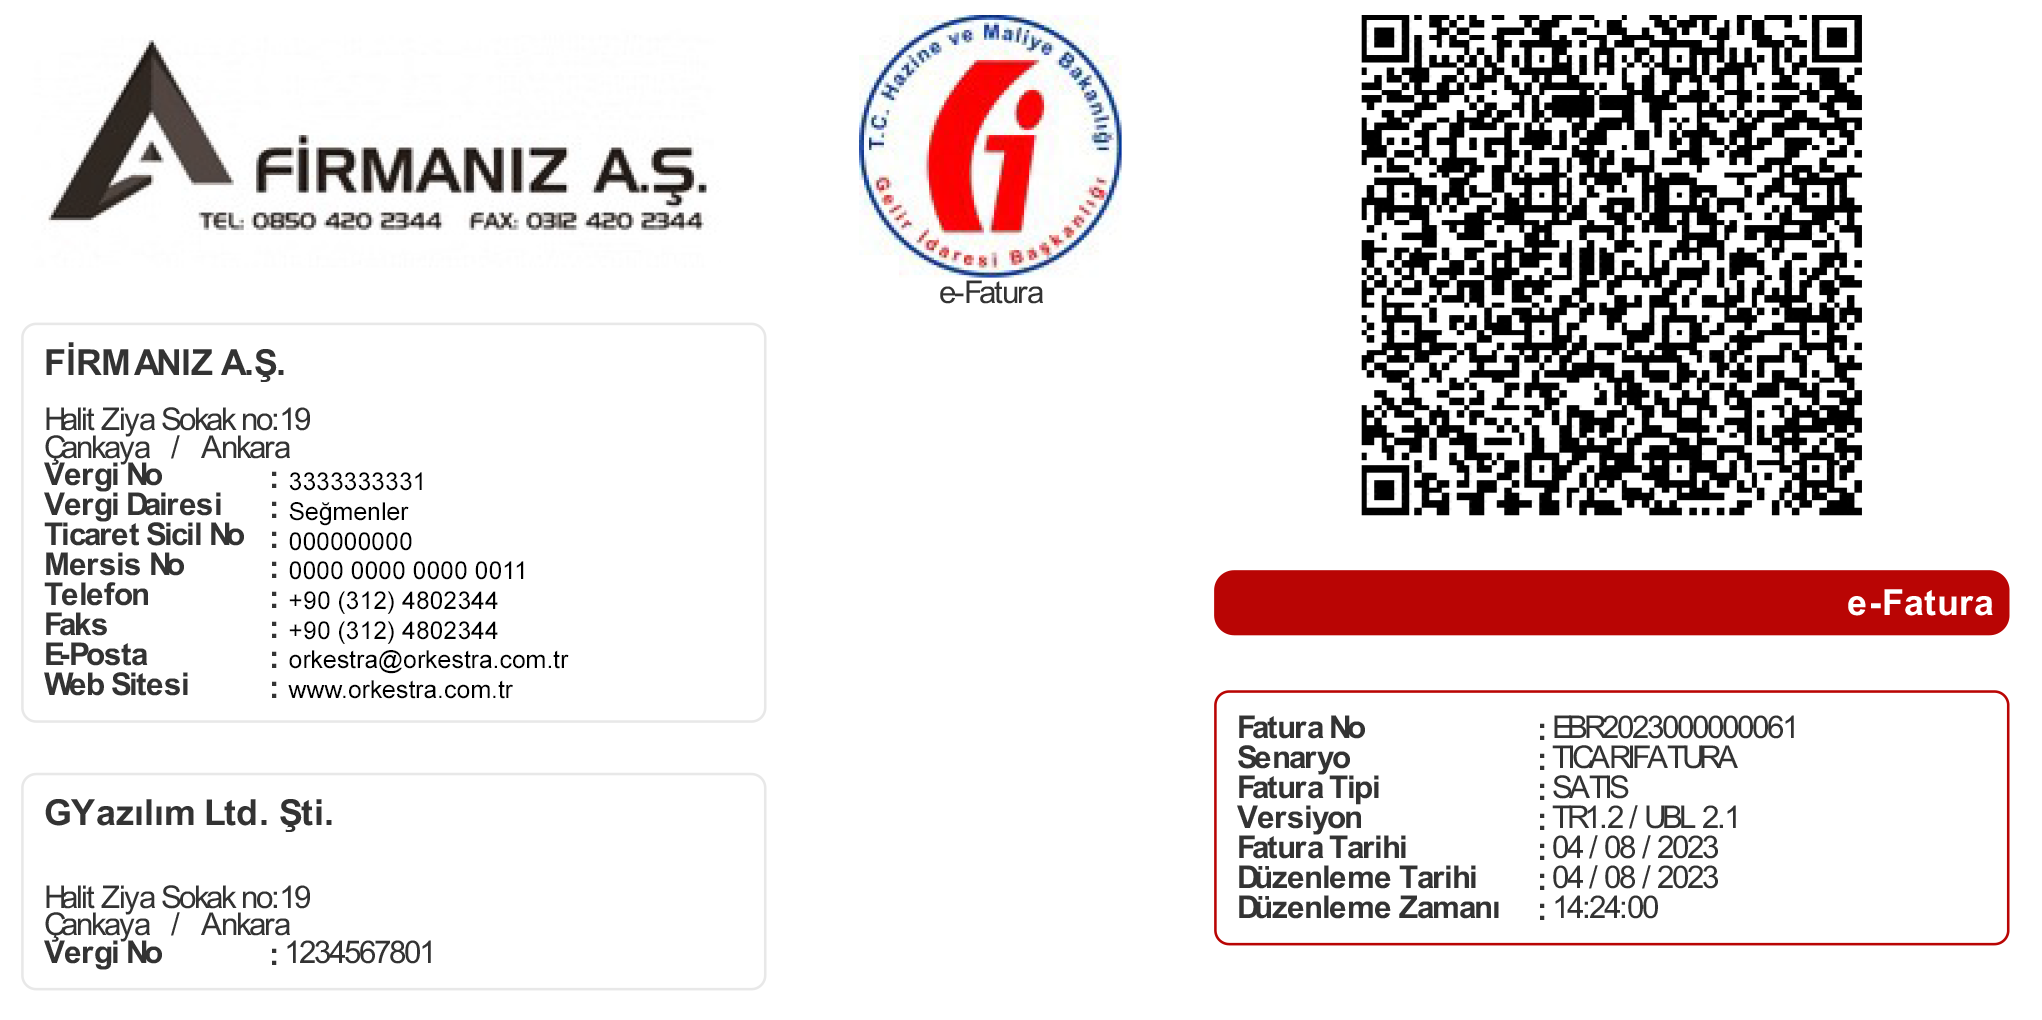 FİRMANIZ A.Ş.
TEL: 0850 420 2344 FAX: 0312 420 2344
T.C. Hazine ve Maliye Bakanlığı
Gelir İdaresi Başkanlığı
e-Fatura
FİRMANIZ A.Ş.
Halit Ziya Sokak no:19
Çankaya / Ankara
Vergi No : 3333333331
Vergi Dairesi : Seğmenler
Ticaret Sicil No : 000000000
Mersis No : 0000 0000 0000 0011
Telefon : +90 (312) 4802344
Faks : +90 (312) 4802344
E-Posta : orkestra@orkestra.com.tr
Web Sitesi : www.orkestra.com.tr
GYazılım Ltd. Şti.
Halit Ziya Sokak no:19
Çankaya / Ankara
Vergi No : 1234567801
e-Fatura
Fatura No : EBR2023000000061
Senaryo : TICARIFATURA
Fatura Tipi : SATIS
Versiyon : TR1.2 / UBL 2.1
Fatura Tarihi : 04 / 08 / 2023
Düzenleme Tarihi : 04 / 08 / 2023
Düzenleme Zamanı : 14:24:00